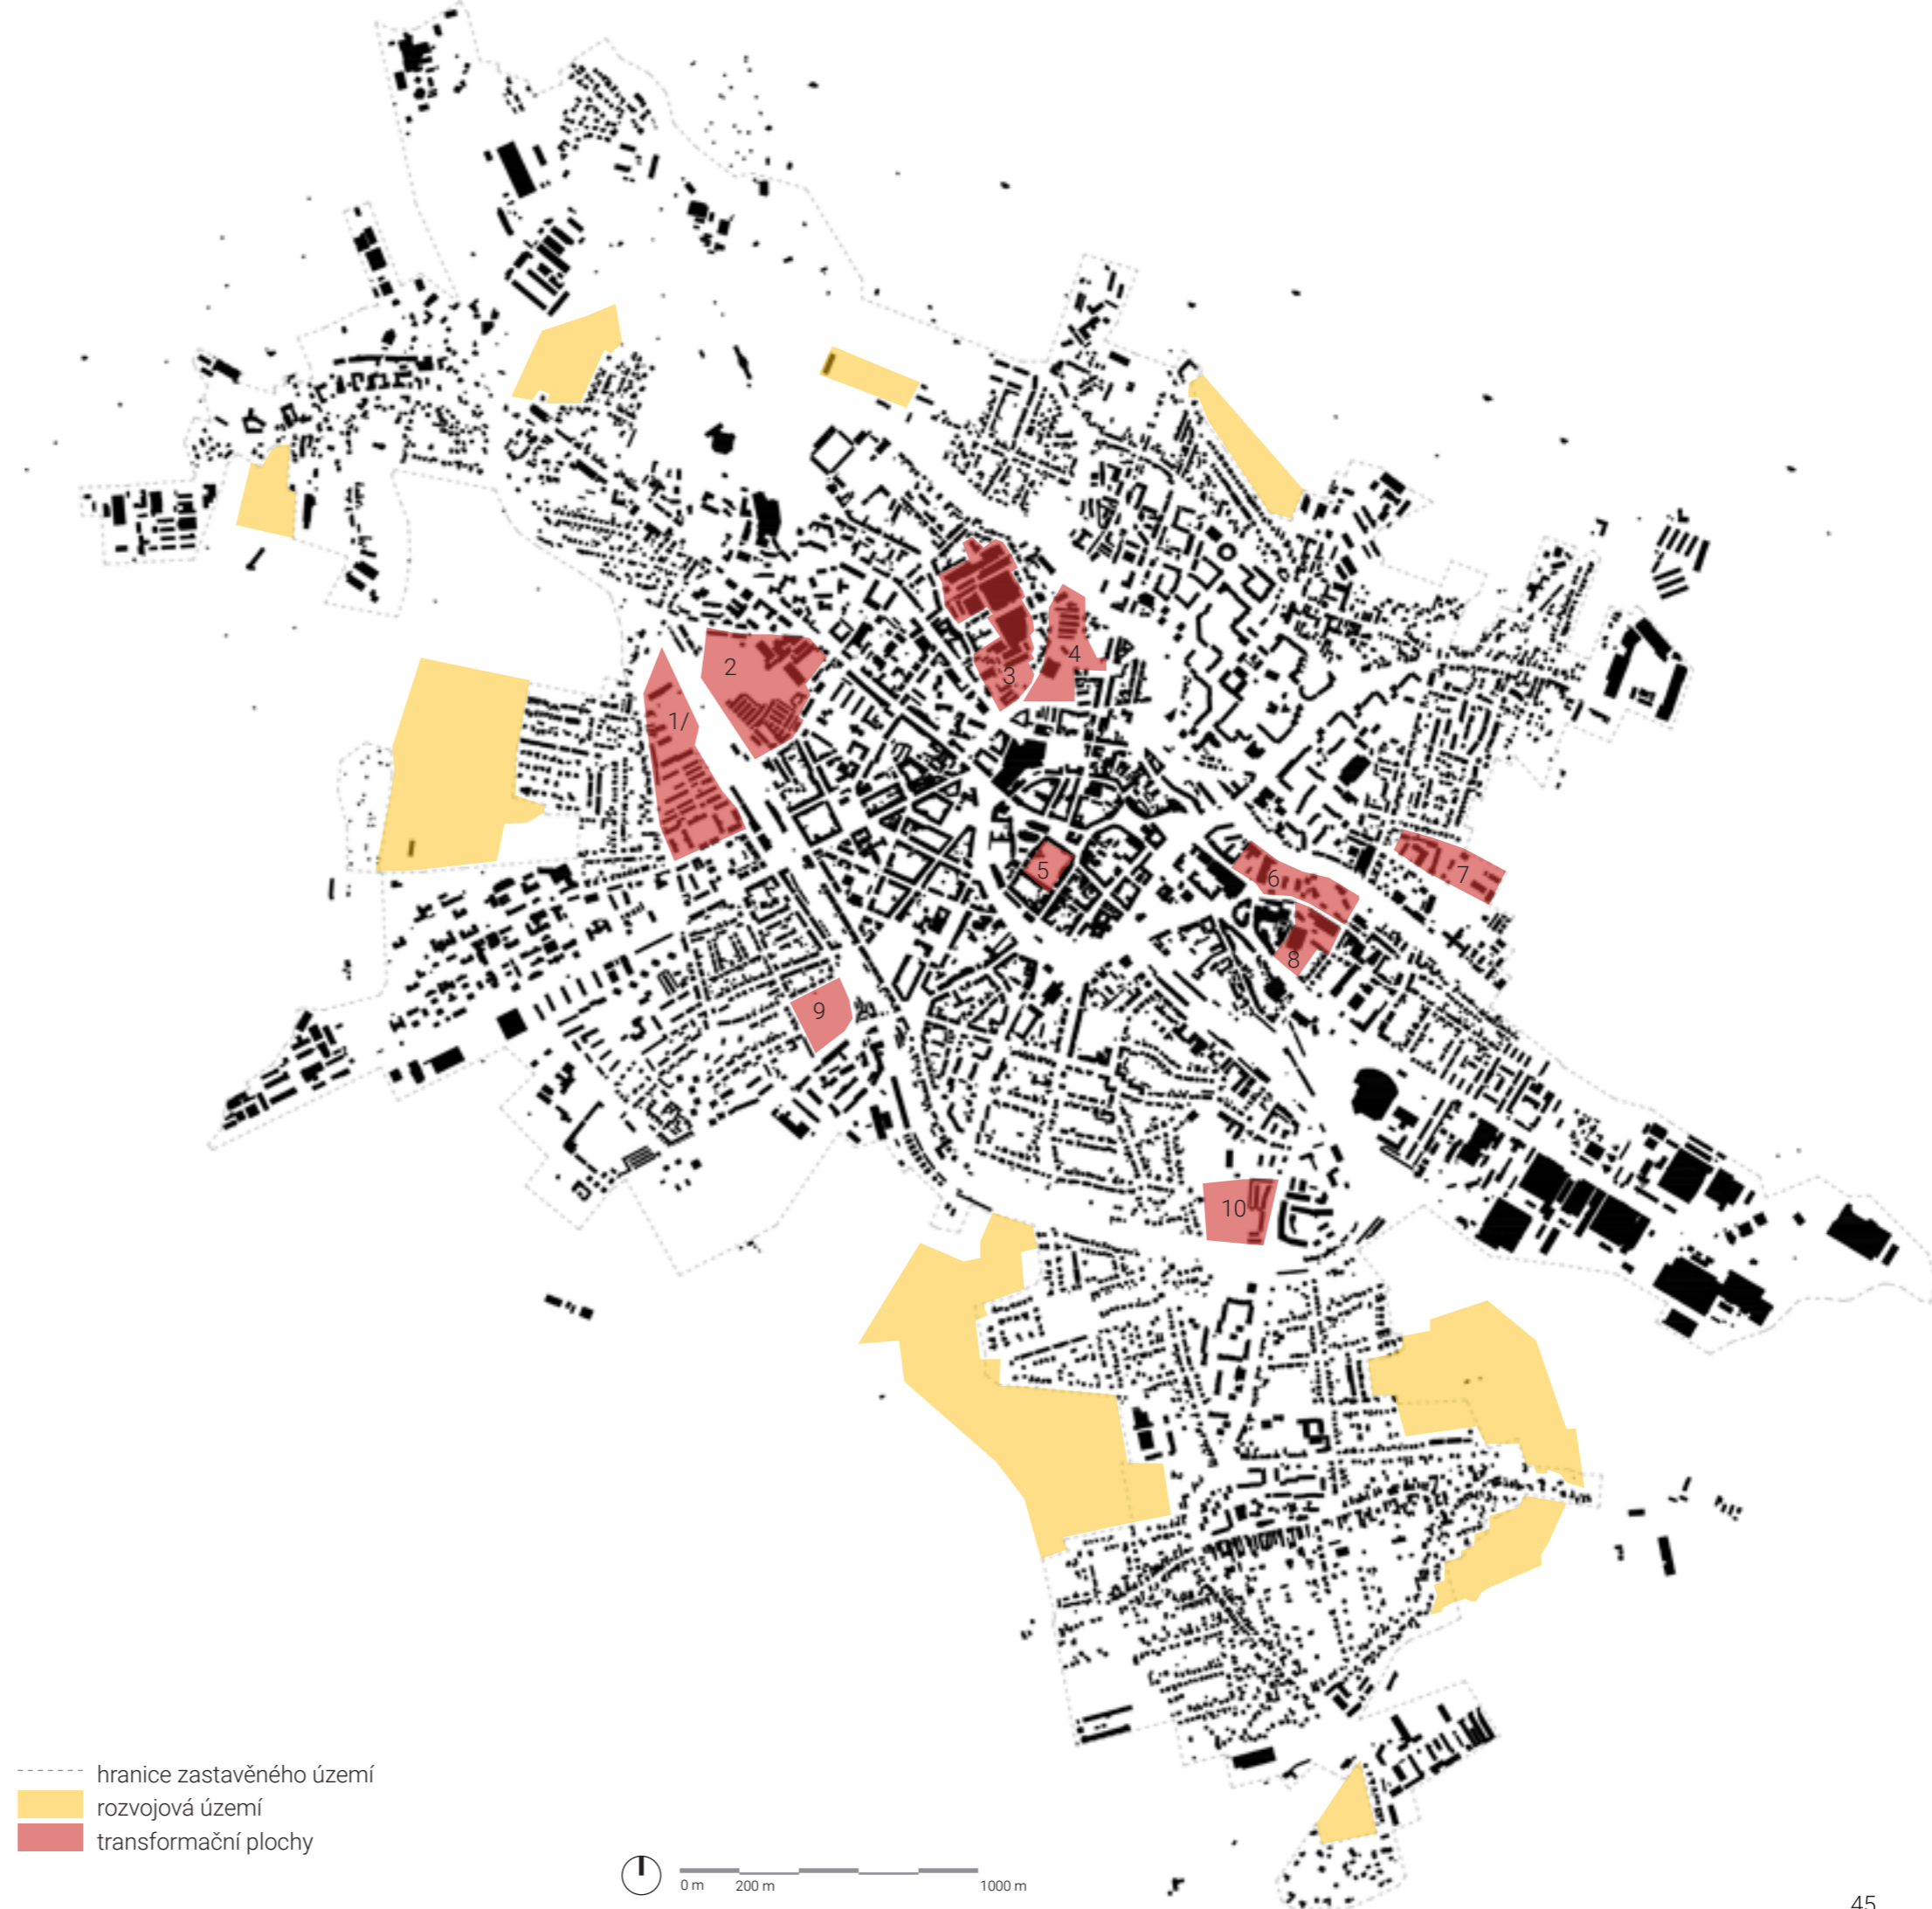 3
4
2
1/
5
6
7
8
9
10
hranice zastavěného území
rozvojová území
transformační plochy
0 m 200 m 1000 m
45